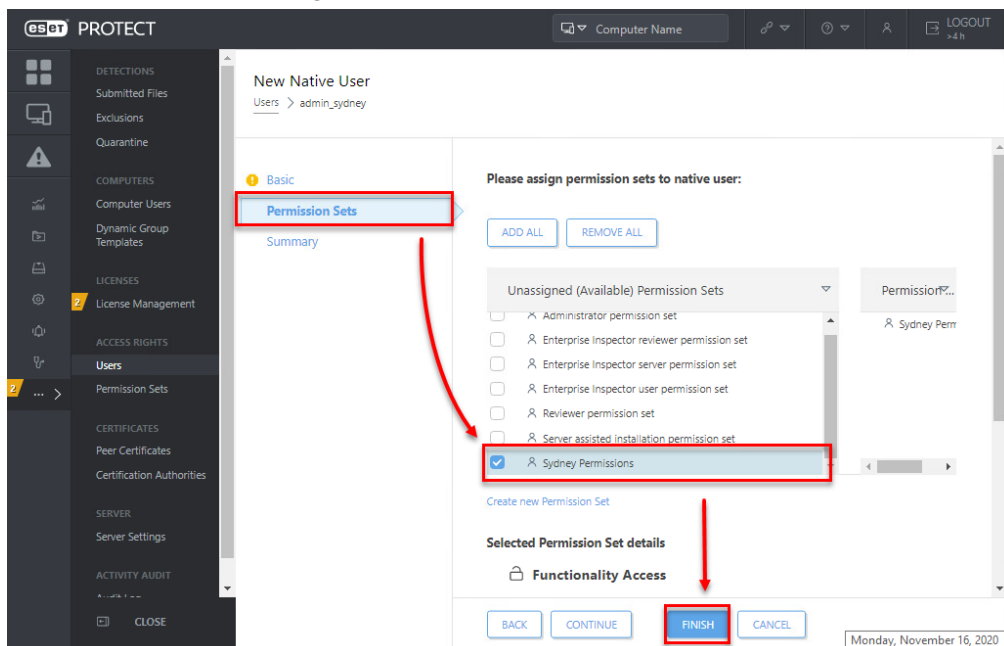 eset PROTECT
Computer Name
LOGOUT
>4 h
DETECTIONS
Submitted Files
Exclusions
Quarantine
COMPUTERS
Computer Users
Dynamic Group
Templates
LICENSES
2 License Management
ACCESS RIGHTS
Users
Permission Sets
2 ... >
CERTIFICATES
Peer Certificates
Certification Authorities
SERVER
Server Settings
ACTIVITY AUDIT
Audit Log
CLOSE
New Native User
Users > admin_sydney
Basic
Permission Sets
Summary
Please assign permission sets to native user:
ADD ALL REMOVE ALL
Unassigned (Available) Permission Sets
Administrator permission set
Enterprise Inspector reviewer permission set
Enterprise Inspector server permission set
Enterprise Inspector user permission set
Reviewer permission set
Server assisted installation permission set
Sydney Permissions
Permission...
Sydney Perm
Create new Permission Set
Selected Permission Set details
Functionality Access
BACK CONTINUE FINISH CANCEL
Monday, November 16, 2020